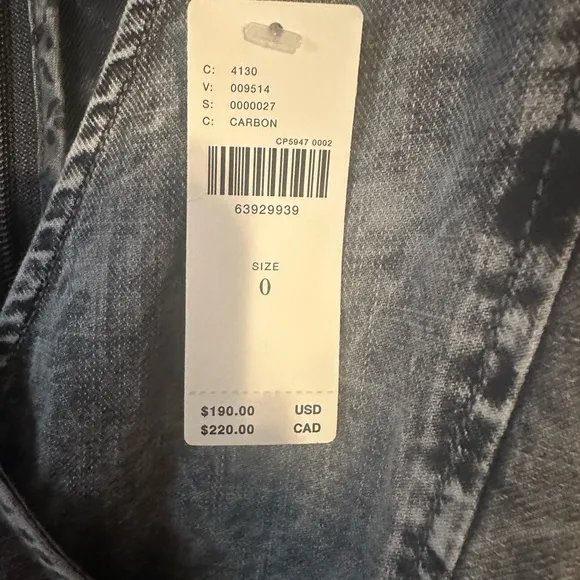 C: 4130
V: 009514
S: 0000027
C: CARBON
CP5947 0002
63929939
SIZE
0
$190.00 USD
$220.00 CAD